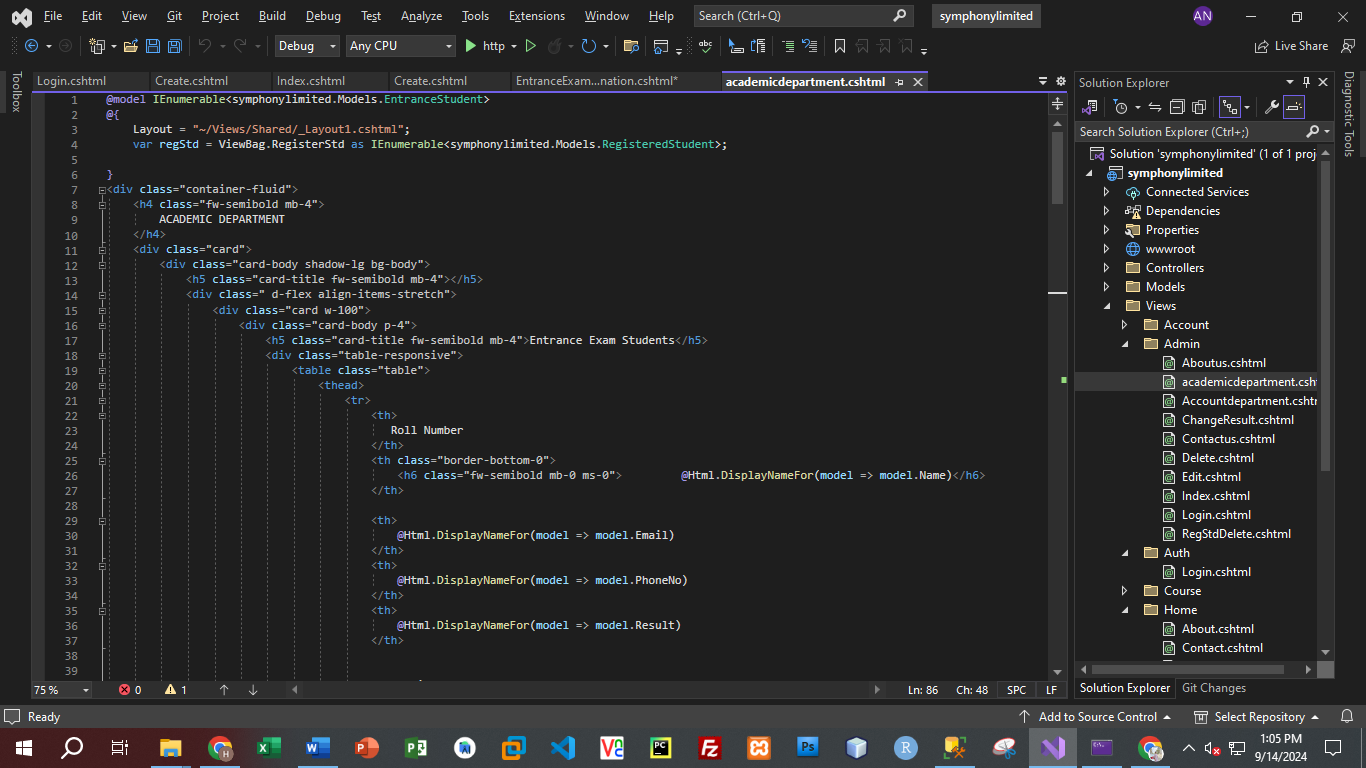 File Edit View Git Project Build Debug Test Analyze Tools Extensions Window Help Search (Ctrl+Q) symphonylimited AN
Debug Any CPU http Live Share
Toolbox
Login.cshtml Create.cshtml Index.cshtml Create.cshtml EntranceExam...nation.cshtml* academicdepartment.cshtml
1 @model IEnumerable<symphonylimited.Models.EntranceStudent>
2 @{
3 Layout = "~/Views/Shared/_Layout1.cshtml";
4 var regStd = ViewBag.RegisterStd as IEnumerable<symphonylimited.Models.RegisteredStudent>;
5
6 }
7 <div class="container-fluid">
8 <h4 class="fw-semibold mb-4">
9 ACADEMIC DEPARTMENT
10 </h4>
11 <div class="card">
12 <div class="card-body shadow-lg bg-body">
13 <h5 class="card-title fw-semibold mb-4"></h5>
14 <div class=" d-flex align-items-stretch">
15 <div class="card w-100">
16 <div class="card-body p-4">
17 <h5 class="card-title fw-semibold mb-4">Entrance Exam Students</h5>
18 <div class="table-responsive">
19 <table class="table">
20 <thead>
21 <tr>
22 <th>
23 Roll Number
24 </th>
25 <th class="border-bottom-0">
26 <h6 class="fw-semibold mb-0 ms-0"> @Html.DisplayNameFor(model => model.Name)</h6>
27 </th>
28
29 <th>
30 @Html.DisplayNameFor(model => model.Email)
31 </th>
32 <th>
33 @Html.DisplayNameFor(model => model.PhoneNo)
34 </th>
35 <th>
36 @Html.DisplayNameFor(model => model.Result)
37 </th>
38
39
75 % 0 1 Ln: 86 Ch: 48 SPC LF
Solution Explorer
Search Solution Explorer (Ctrl+;)
Solution 'symphonylimited' (1 of 1 proj
symphonylimited
Connected Services
Dependencies
Properties
wwwroot
Controllers
Models
Views
Account
Admin
Aboutus.cshtml
academicdepartment.csht
Accountdepartment.cshtr
ChangeResult.cshtml
Contactus.cshtml
Delete.cshtml
Edit.cshtml
Index.cshtml
Login.cshtml
RegStdDelete.cshtml
Auth
Login.cshtml
Course
Home
About.cshtml
Contact.cshtml
Solution Explorer Git Changes
Diagnostic Tools
Ready Add to Source Control Select Repository
1:05 PM
9/14/2024